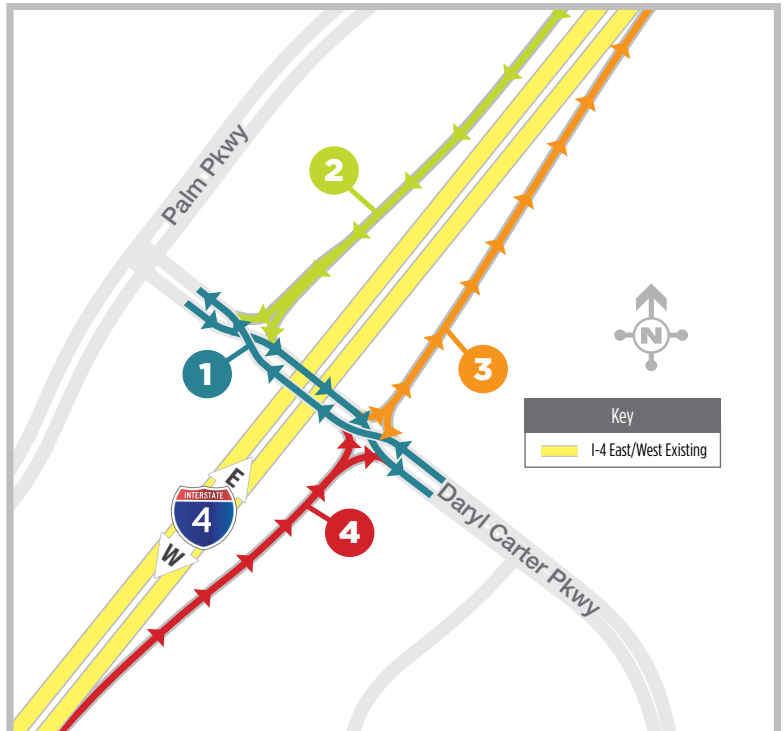 Palm Pkwy
2
1
3
N
Key
I-4 East/West Existing
E
INTERSTATE
4
W
4
Daryl Carter Pkwy